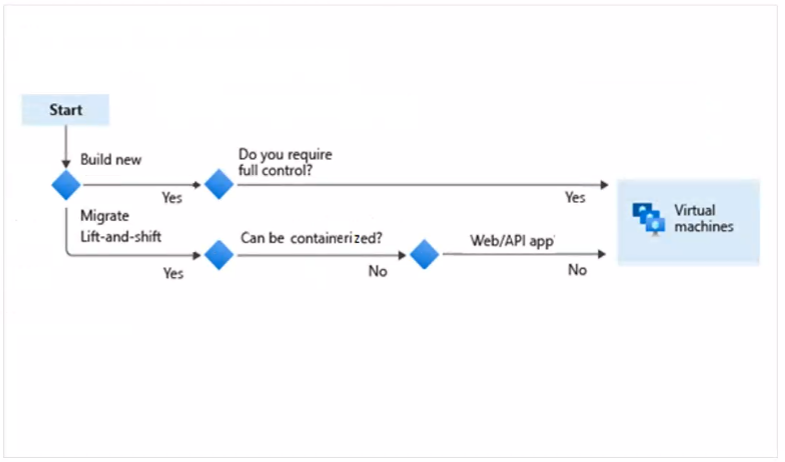 Start
Build new
Yes
Do you require
full control?
Yes
Migrate
Lift-and-shift
Yes
Can be containerized?
No
Web/API app
No
Virtual
machines